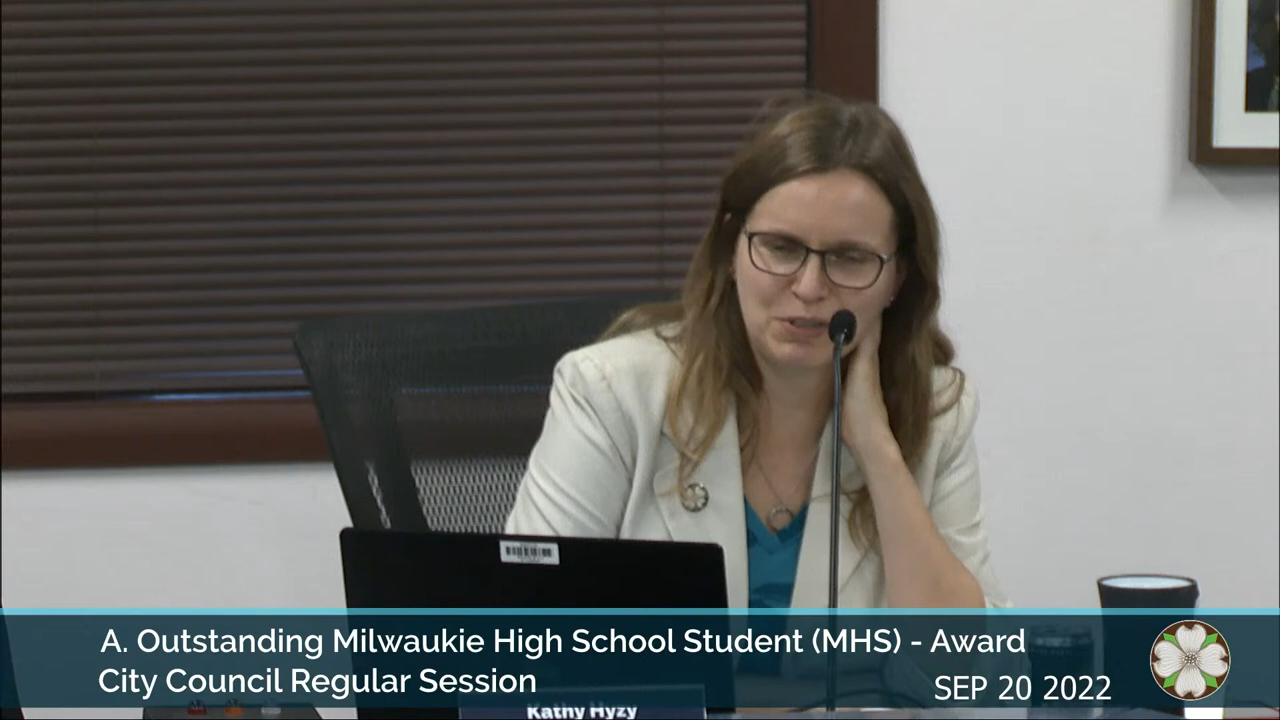 A. Outstanding Milwaukie High School Student (MHS) - Award
City Council Regular Session
SEP 20 2022
Kathy Hyzy